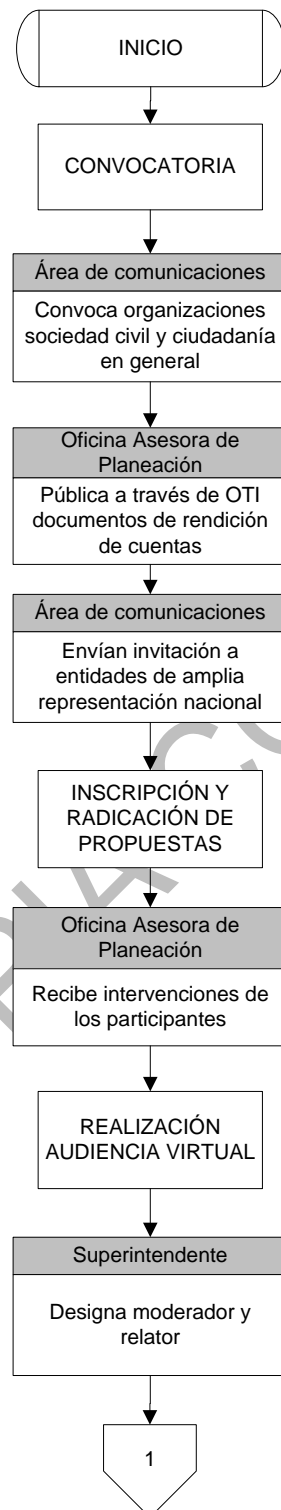 INICIO
CONVOCATORIA
Área de comunicaciones
Convoca organizaciones
sociedad civil y ciudadanía
en general
Oficina Asesora de
Planeación
Pública a través de OTI
documentos de rendición
de cuentas
Área de comunicaciones
Envían invitación a
entidades de amplia
representación nacional
INSCRIPCIÓN Y
RADICACIÓN DE
PROPUESTAS
Oficina Asesora de
Planeación
Recibe intervenciones de
los participantes
REALIZACIÓN
AUDIENCIA VIRTUAL
Superintendente
Designa moderador y
relator
1